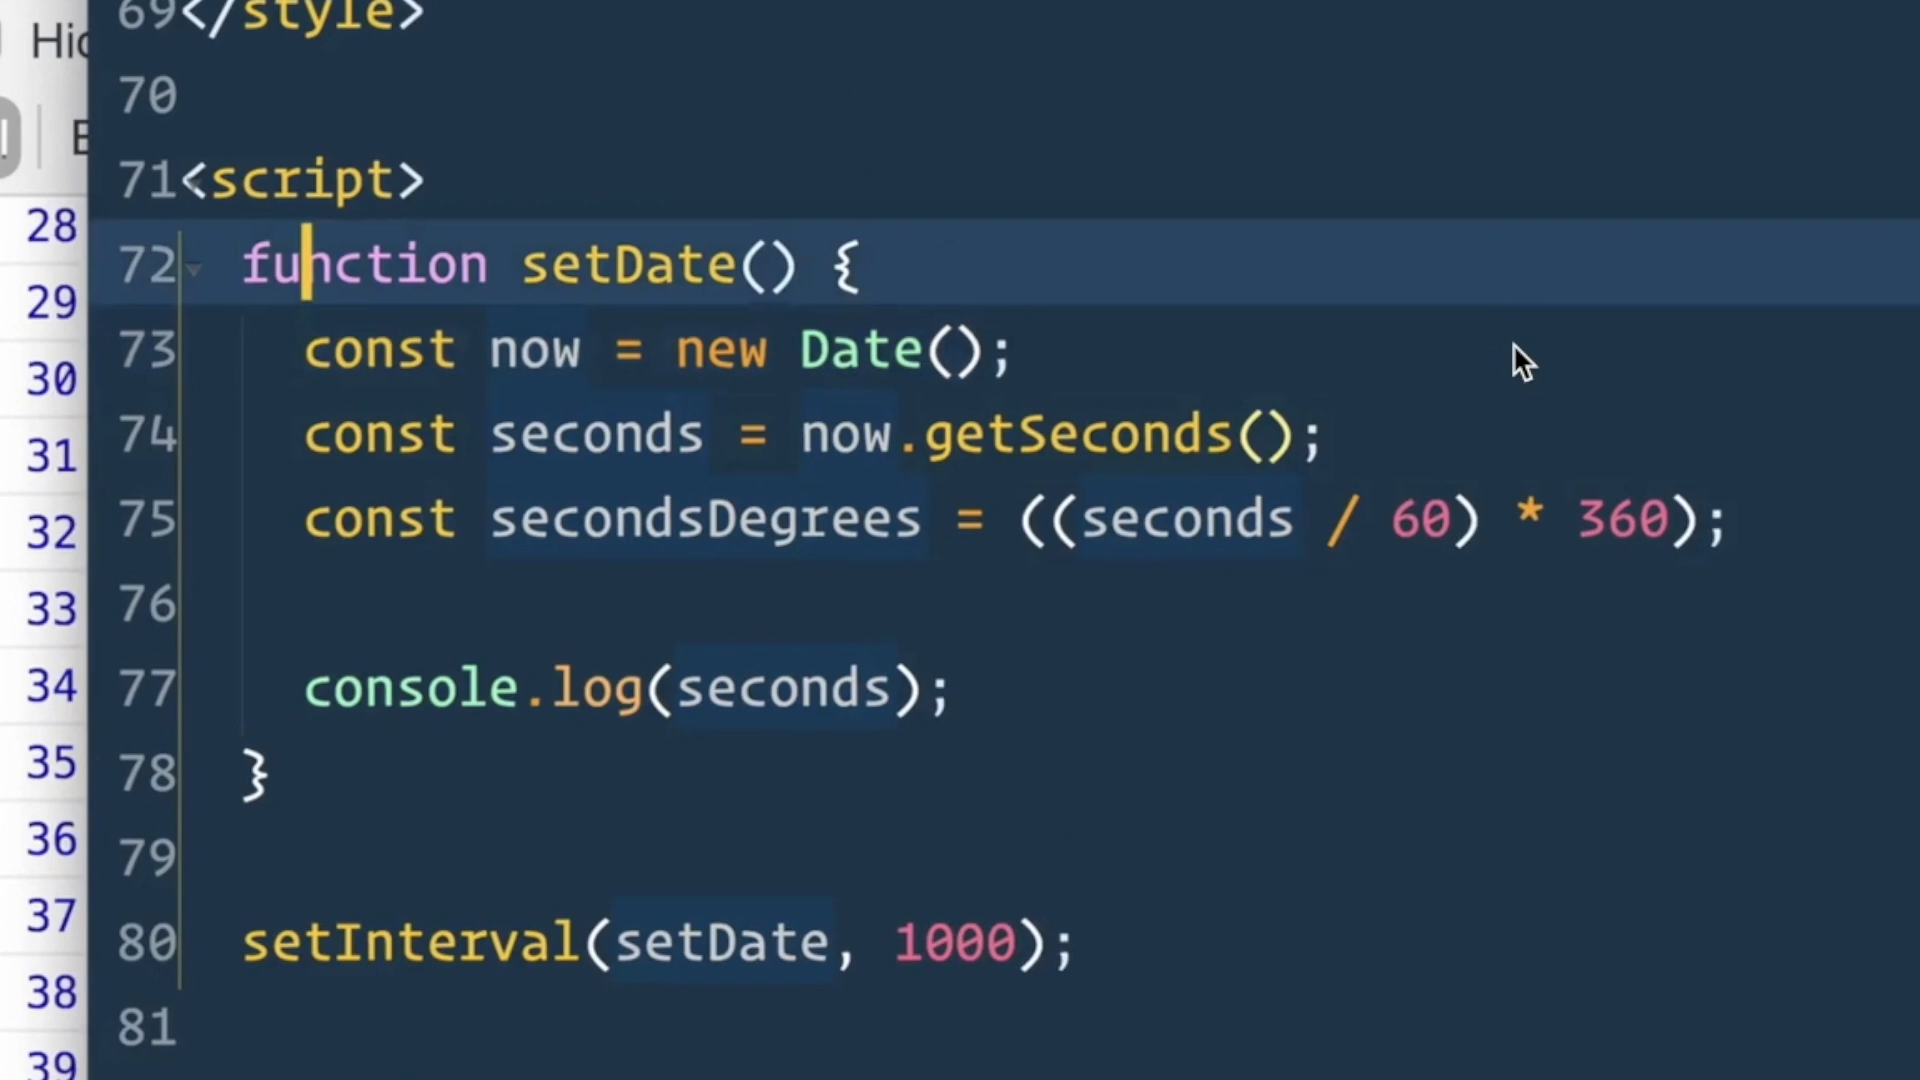 Hid
28
29
30
31
32
33
34
35
36
37
38
39
69 </style>
70
71 <script>
72 function setDate() {
73 const now = new Date();
74 const seconds = now.getSeconds();
75 const secondsDegrees = ((seconds / 60) * 360);
76
77 console.log(seconds);
78 }
79
80 setInterval(setDate, 1000);
81